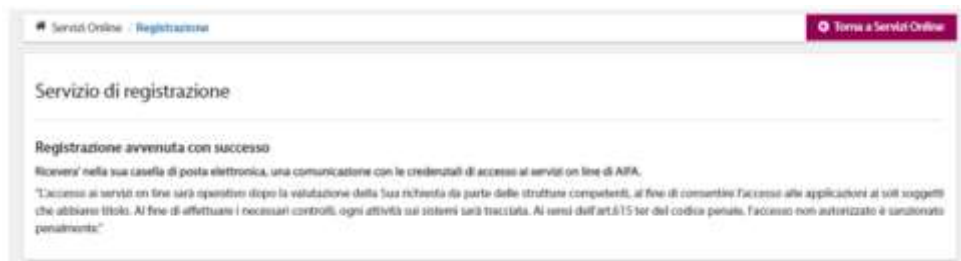 Servizi Online / Registrazione
Torna a Servizi Online
Servizio di registrazione
Registrazione avvenuta con successo
Ricevera' nella sua casella di posta elettronica, una comunicazione con le credenziali di accesso ai servizi on line di AIFA.
"L'accesso ai servizi on line sarà operativo dopo la valutazione della Sua richiesta da parte delle strutture competenti, al fine di consentire l'accesso alle applicazioni ai soli soggetti
che abbiano titolo. Al fine di effettuare i necessari controlli, ogni attività sui sistemi sarà tracciata. Ai sensi dell'art.615 ter del codice penale, l'accesso non autorizzato è sanzionato
penalmente."